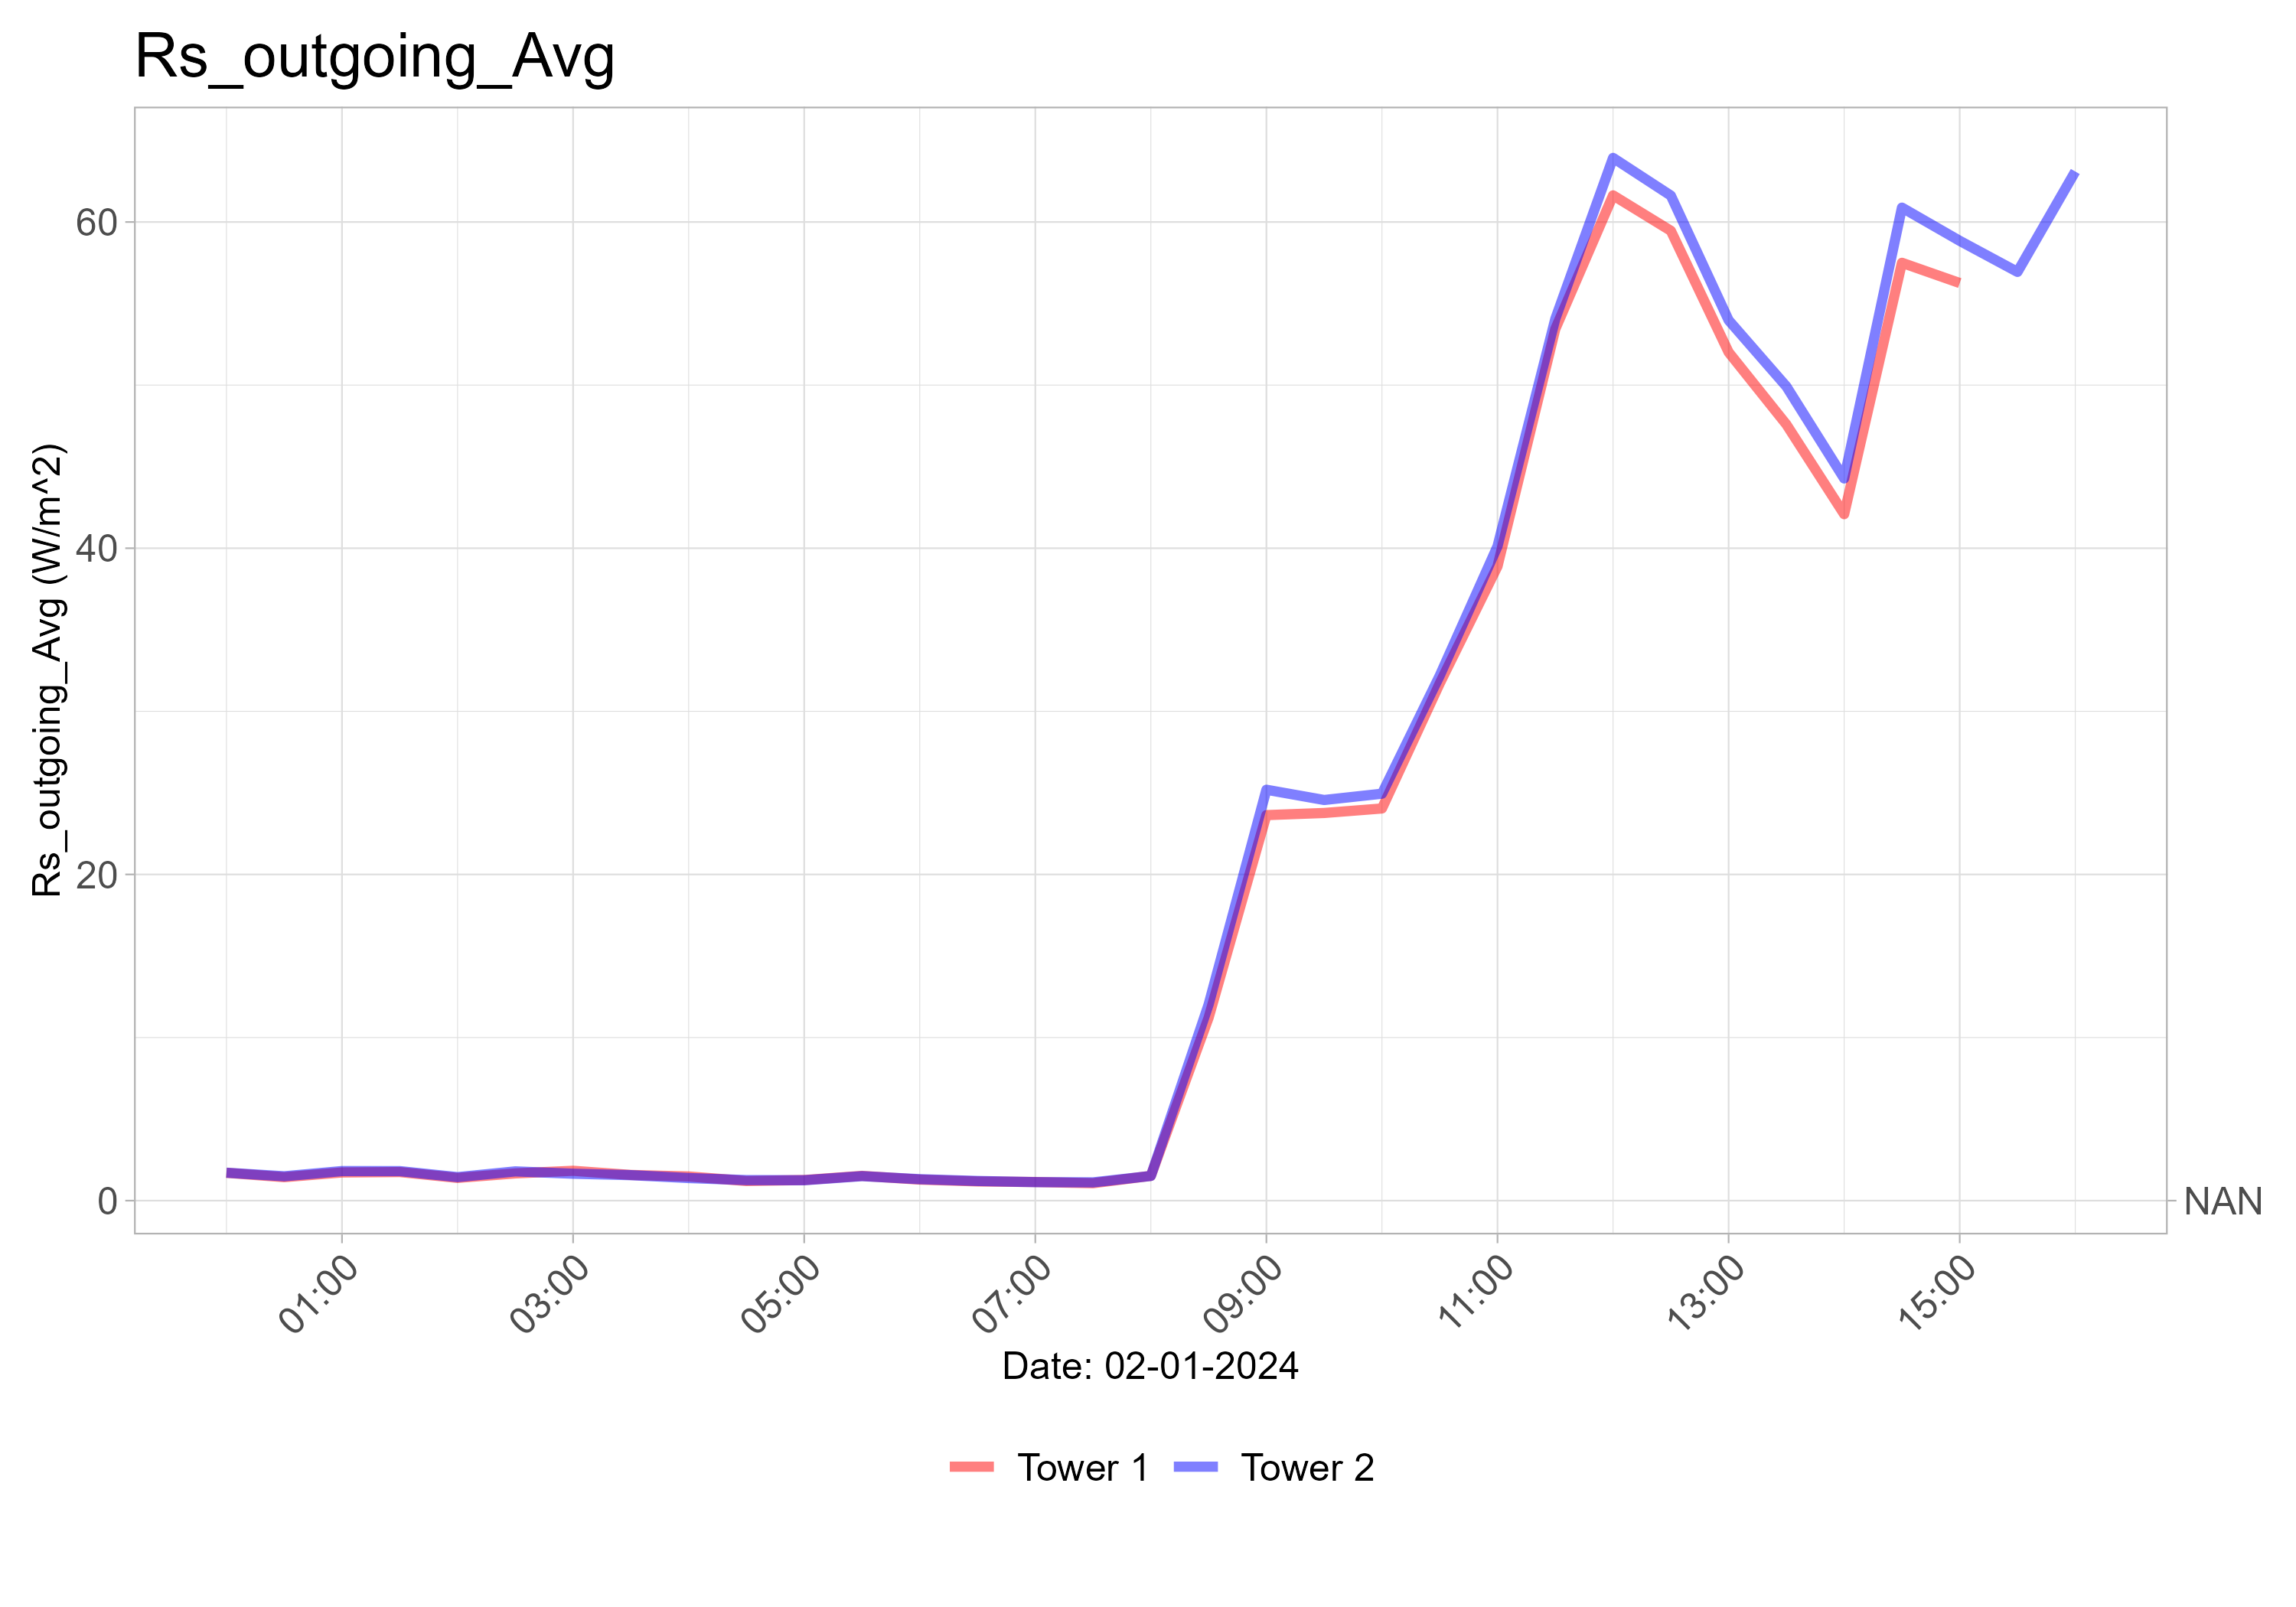 Rs_outgoing_Avg
Rs_outgoing_Avg (W/m^2)
60
40
20
0
NAN
01:00
03:00
05:00
07:00
09:00
11:00
13:00
15:00
Date: 02-01-2024
Tower 1
Tower 2